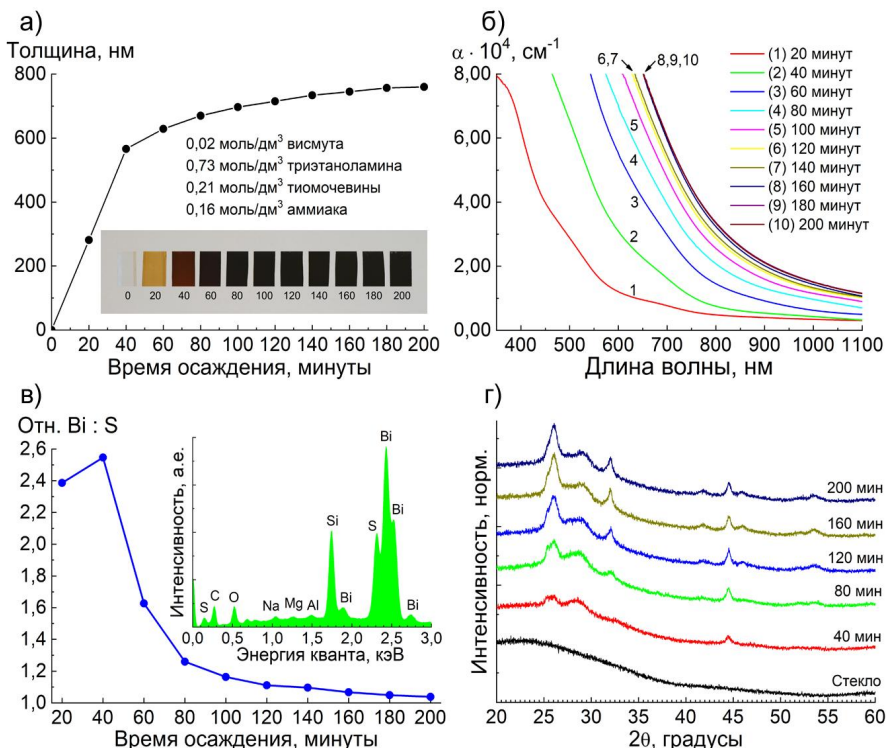 а)
Толщина, нм
800
600
400
200
0
0 20 40 60 80 100 120 140 160 180 200
Время осаждения, минуты
0,02 моль/дм³ висмута
0,73 моль/дм³ триэтаноламина
0,21 моль/дм³ тиомочевины
0,16 моль/дм³ аммиака
0 20 40 60 80 100 120 140 160 180 200
б)
α · 10⁴, см⁻¹
8,00
6,00
4,00
2,00
0,00
400 500 600 700 800 900 1000 1100
Длина волны, нм
6,7 8,9,10
5
4
3
2
1
(1) 20 минут
(2) 40 минут
(3) 60 минут
(4) 80 минут
(5) 100 минут
(6) 120 минут
(7) 140 минут
(8) 160 минут
(9) 180 минут
(10) 200 минут
в)
Отн. Bi : S
2,6
2,4
2,2
2,0
1,8
1,6
1,4
1,2
1,0
20 40 60 80 100 120 140 160 180 200
Время осаждения, минуты
Интенсивность, а.е.
S C O Na Mg Al Si Bi S Bi Bi Bi
0,0 0,5 1,0 1,5 2,0 2,5 3,0
Энергия кванта, кэВ
г)
Интенсивность, норм.
200 мин
160 мин
120 мин
80 мин
40 мин
Стекло
20 25 30 35 40 45 50 55 60
2θ, градусы